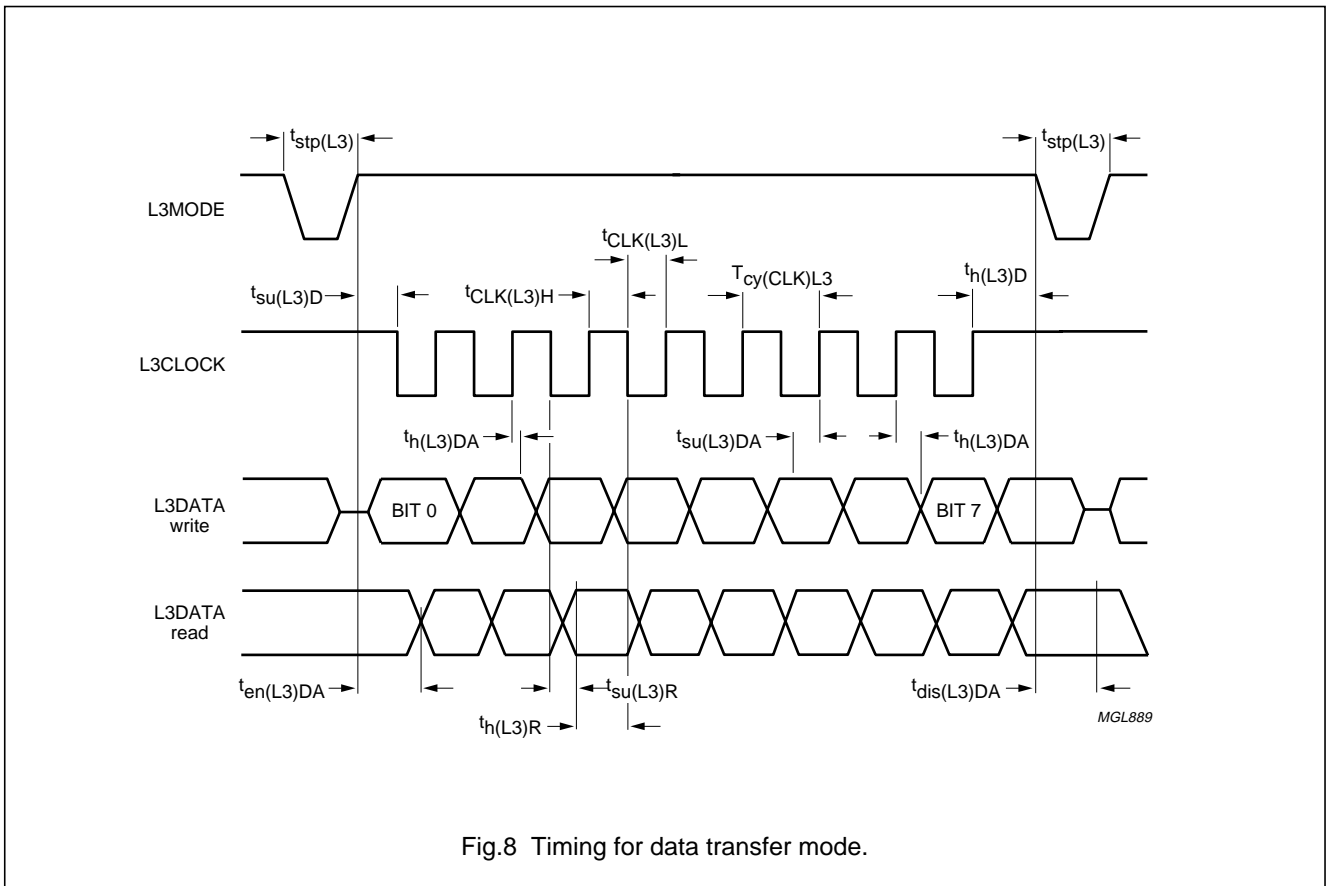 tstp(L3)
tstp(L3)
L3MODE
tCLK(L3)L
tsu(L3)D
tCLK(L3)H
Tcy(CLK)L3
th(L3)D
L3CLOCK
th(L3)DA
tsu(L3)DA
th(L3)DA
L3DATA
write
BIT 0
BIT 7
L3DATA
read
ten(L3)DA
tsu(L3)R
tdis(L3)DA
th(L3)R
MGL889
Fig.8 Timing for data transfer mode.